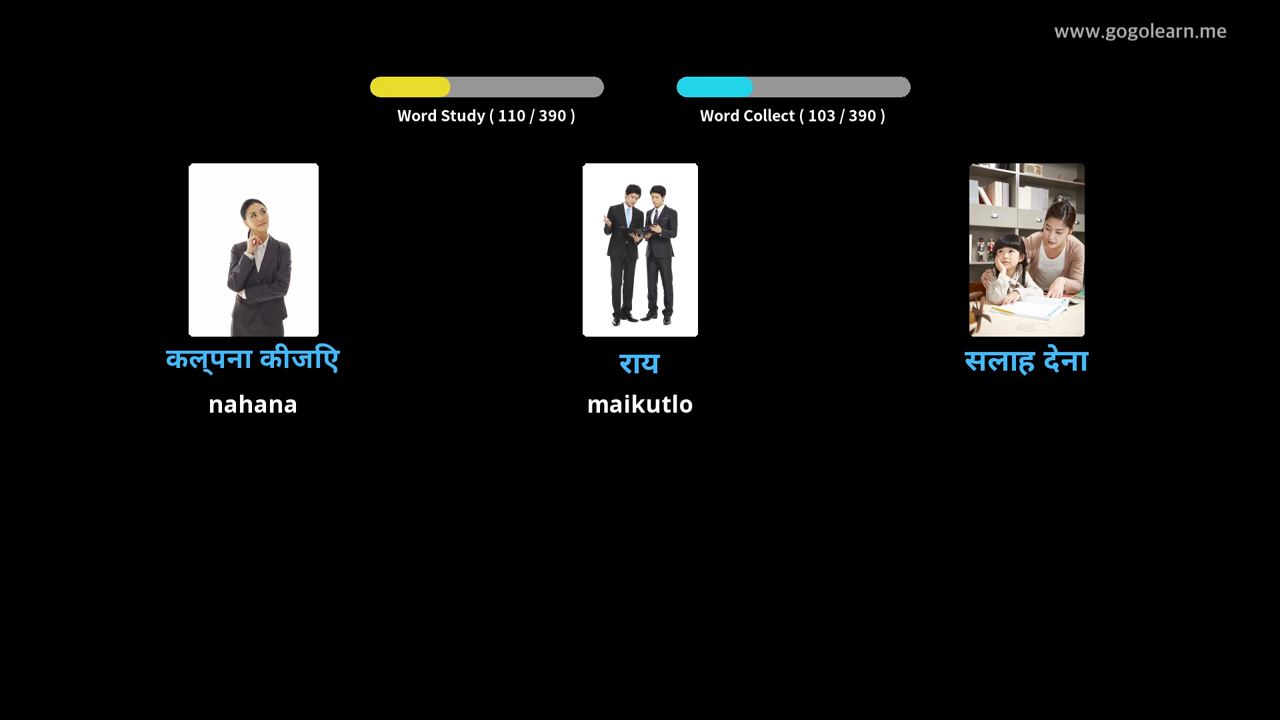 www.gogolearn.me
Word Study ( 110 / 390 )
Word Collect ( 103 / 390 )
कल्पना कीजिए
nahana
राय
maikutlo
सलाह देना